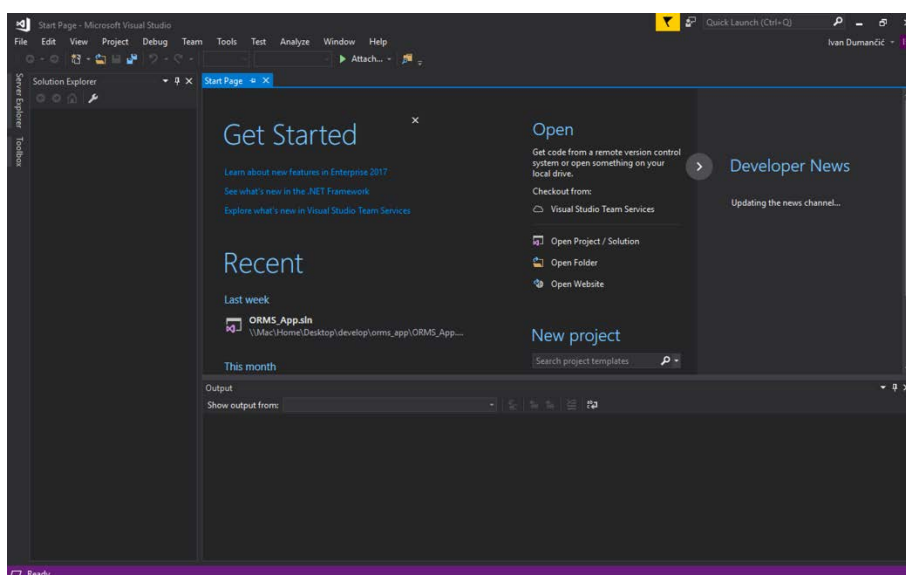 Start Page - Microsoft Visual Studio
Quick Launch (Ctrl+Q)
File Edit View Project Debug Team Tools Test Analyze Window Help
Ivan Dumančić
Attach...
Server Explorer
Toolbox
Solution Explorer
Start Page
Get Started
Learn about new features in Enterprise 2017
See what's new in the .NET Framework
Explore what's new in Visual Studio Team Services
Recent
Last week
ORMS_App.sln
\\Mac\Home\Desktop\develop\orms_app\ORMS_App....
This month
Open
Get code from a remote version control
system or open something on your
local drive.
Checkout from:
Visual Studio Team Services
Open Project / Solution
Open Folder
Open Website
New project
Search project templates
Developer News
Updating the news channel...
Output
Show output from:
Ready